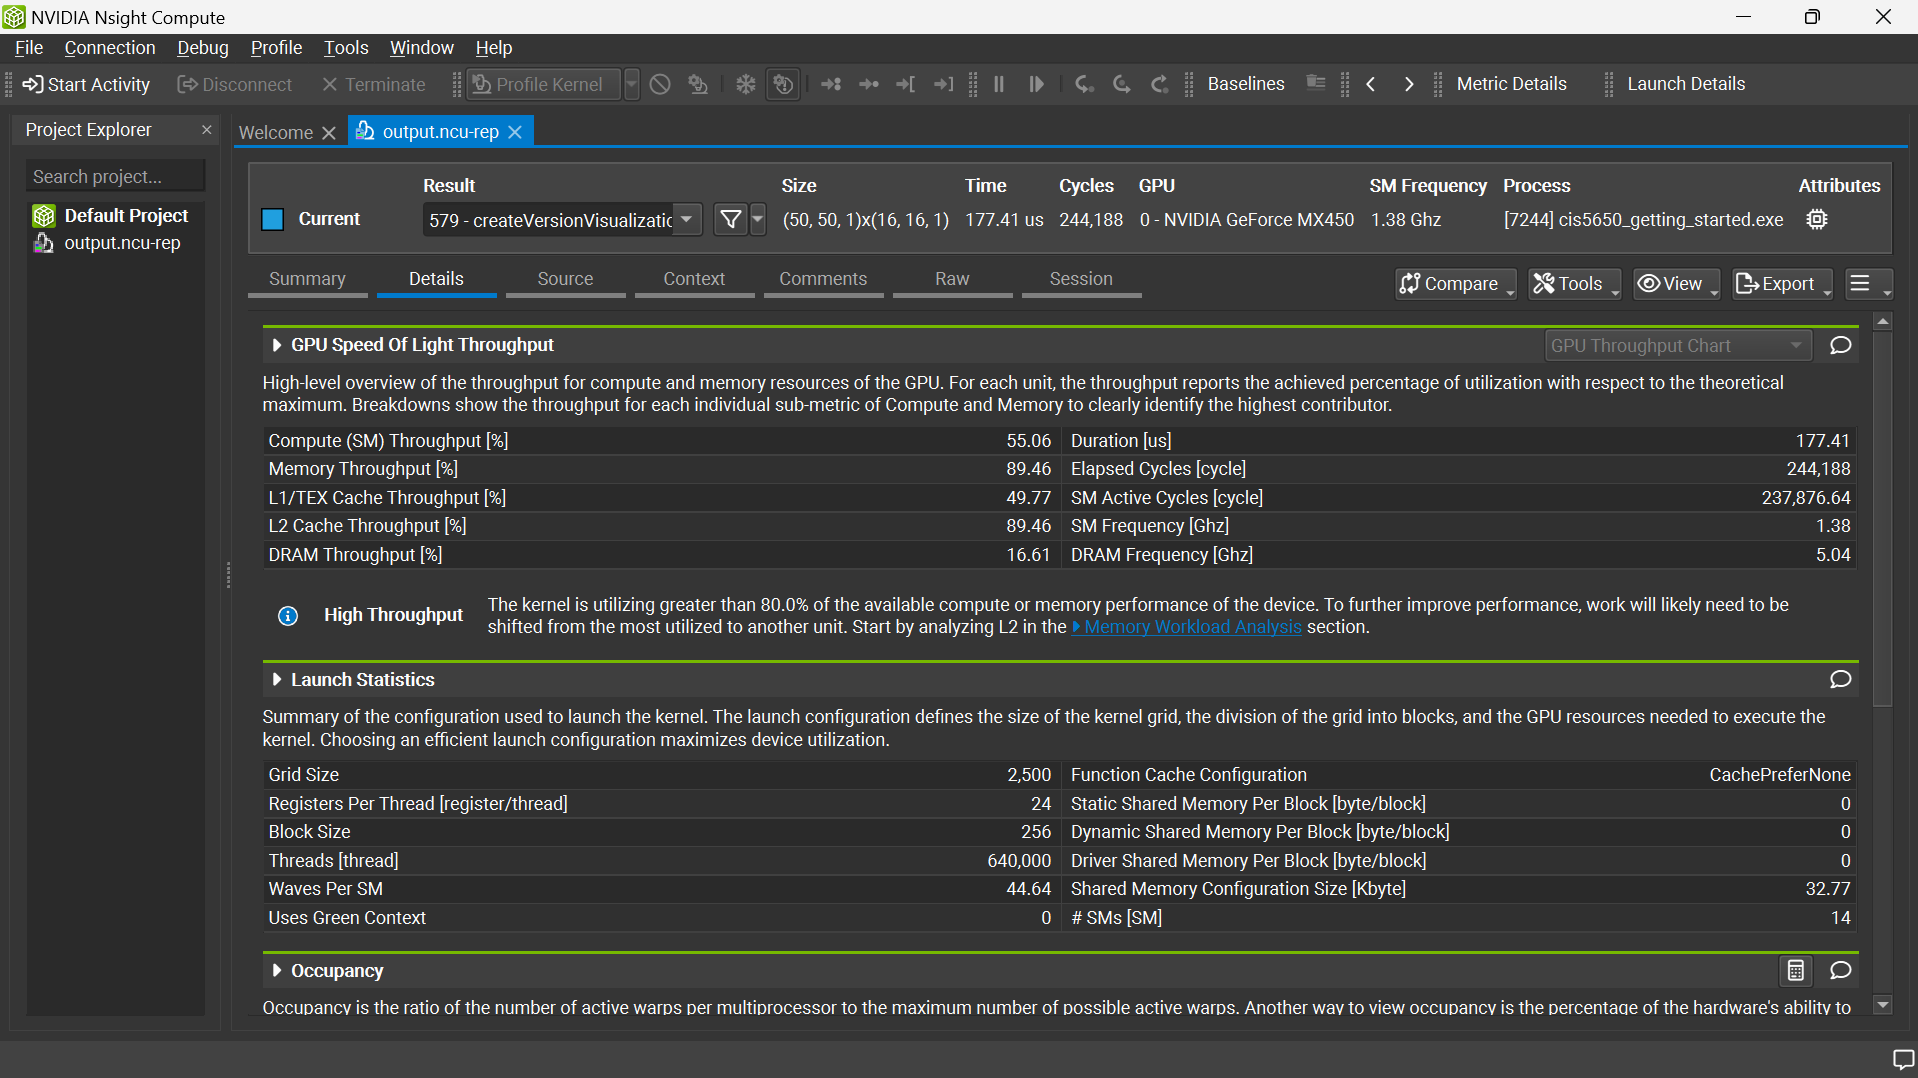 NVIDIA Nsight Compute
File Connection Debug Profile Tools Window Help
Start Activity Disconnect Terminate Profile Kernel Baselines Metric Details Launch Details
Project Explorer
Search project...
Default Project
output.ncu-rep
Welcome output.ncu-rep
Result Size Time Cycles GPU SM Frequency Process Attributes
Current 579 - createVersionVisualizatic (50, 50, 1)x(16, 16, 1) 177.41 us 244,188 0 - NVIDIA GeForce MX450 1.38 Ghz [7244] cis5650_getting_started.exe
Summary Details Source Context Comments Raw Session Compare Tools View Export
GPU Speed Of Light Throughput GPU Throughput Chart
High-level overview of the throughput for compute and memory resources of the GPU. For each unit, the throughput reports the achieved percentage of utilization with respect to the theoretical
maximum. Breakdowns show the throughput for each individual sub-metric of Compute and Memory to clearly identify the highest contributor.
Compute (SM) Throughput [%] 55.06 Duration [us] 177.41
Memory Throughput [%] 89.46 Elapsed Cycles [cycle] 244,188
L1/TEX Cache Throughput [%] 49.77 SM Active Cycles [cycle] 237,876.64
L2 Cache Throughput [%] 89.46 SM Frequency [Ghz] 1.38
DRAM Throughput [%] 16.61 DRAM Frequency [Ghz] 5.04
High Throughput The kernel is utilizing greater than 80.0% of the available compute or memory performance of the device. To further improve performance, work will likely need to be
shifted from the most utilized to another unit. Start by analyzing L2 in the Memory Workload Analysis section.
Launch Statistics
Summary of the configuration used to launch the kernel. The launch configuration defines the size of the kernel grid, the division of the grid into blocks, and the GPU resources needed to execute the
kernel. Choosing an efficient launch configuration maximizes device utilization.
Grid Size 2,500 Function Cache Configuration CachePreferNone
Registers Per Thread [register/thread] 24 Static Shared Memory Per Block [byte/block] 0
Block Size 256 Dynamic Shared Memory Per Block [byte/block] 0
Threads [thread] 640,000 Driver Shared Memory Per Block [byte/block] 0
Waves Per SM 44.64 Shared Memory Configuration Size [Kbyte] 32.77
Uses Green Context 0 # SMs [SM] 14
Occupancy
Occupancy is the ratio of the number of active warps per multiprocessor to the maximum number of possible active warps. Another way to view occupancy is the percentage of the hardware's ability to